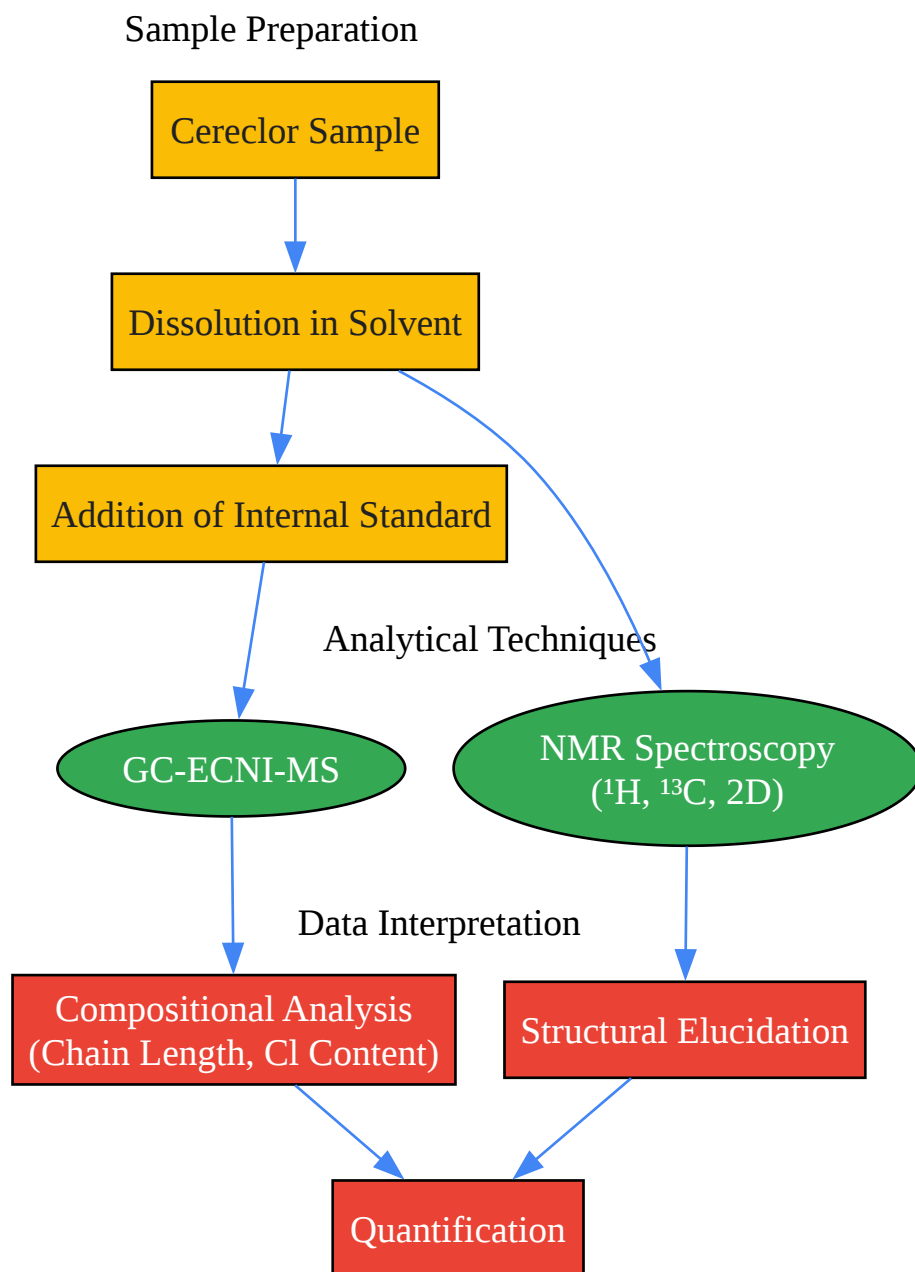 Sample Preparation
Cereclor Sample
Dissolution in Solvent
Addition of Internal Standard
Analytical Techniques
GC-ECNI-MS
NMR Spectroscopy
(¹H, ¹³C, 2D)
Data Interpretation
Compositional Analysis
(Chain Length, Cl Content)
Structural Elucidation
Quantification